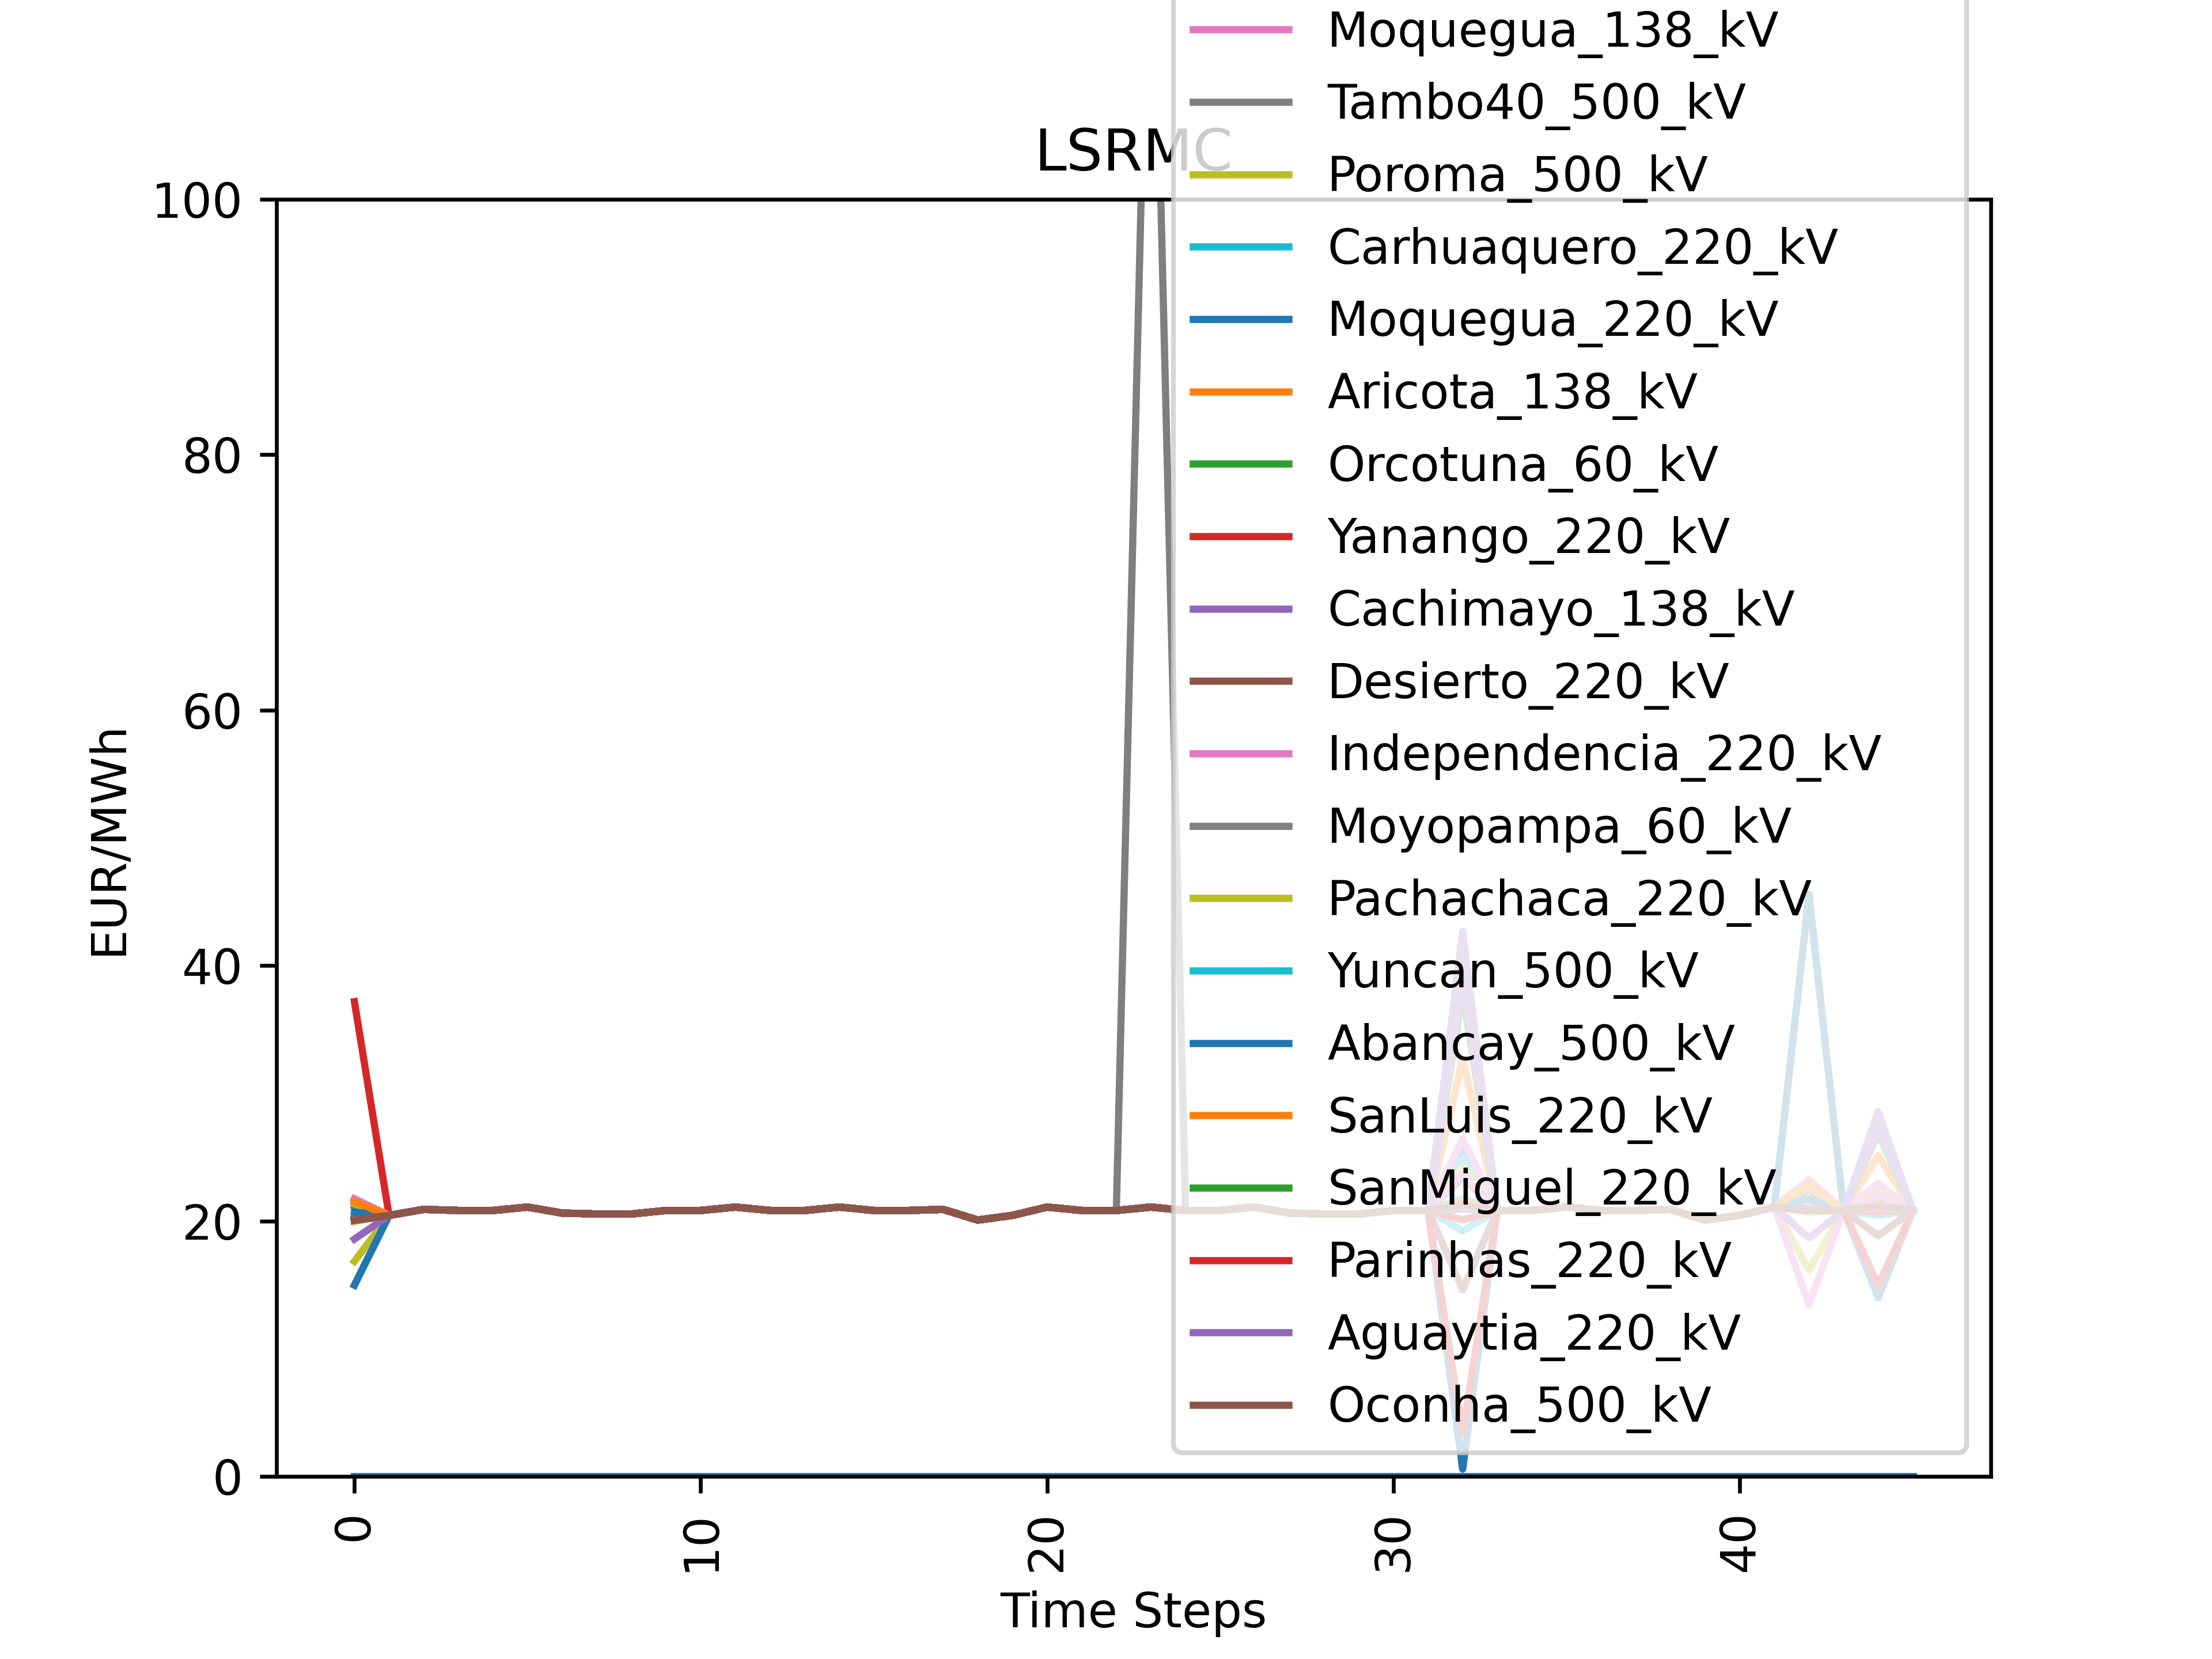 Moquegua_138_kV
Tambo40_500_kV
LSRMC
Poroma_500_kV
Carhuaquero_220_kV
Moquegua_220_kV
Aricota_138_kV
Orcotuna_60_kV
Yanango_220_kV
Cachimayo_138_kV
Desierto_220_kV
Independencia_220_kV
Moyopampa_60_kV
Pachachaca_220_kV
Yuncan_500_kV
Abancay_500_kV
SanLuis_220_kV
SanMiguel_220_kV
Parinhas_220_kV
Aguaytia_220_kV
Oconha_500_kV
100
80
60
40
20
0
EUR/MWh
0
10
20
30
40
Time Steps